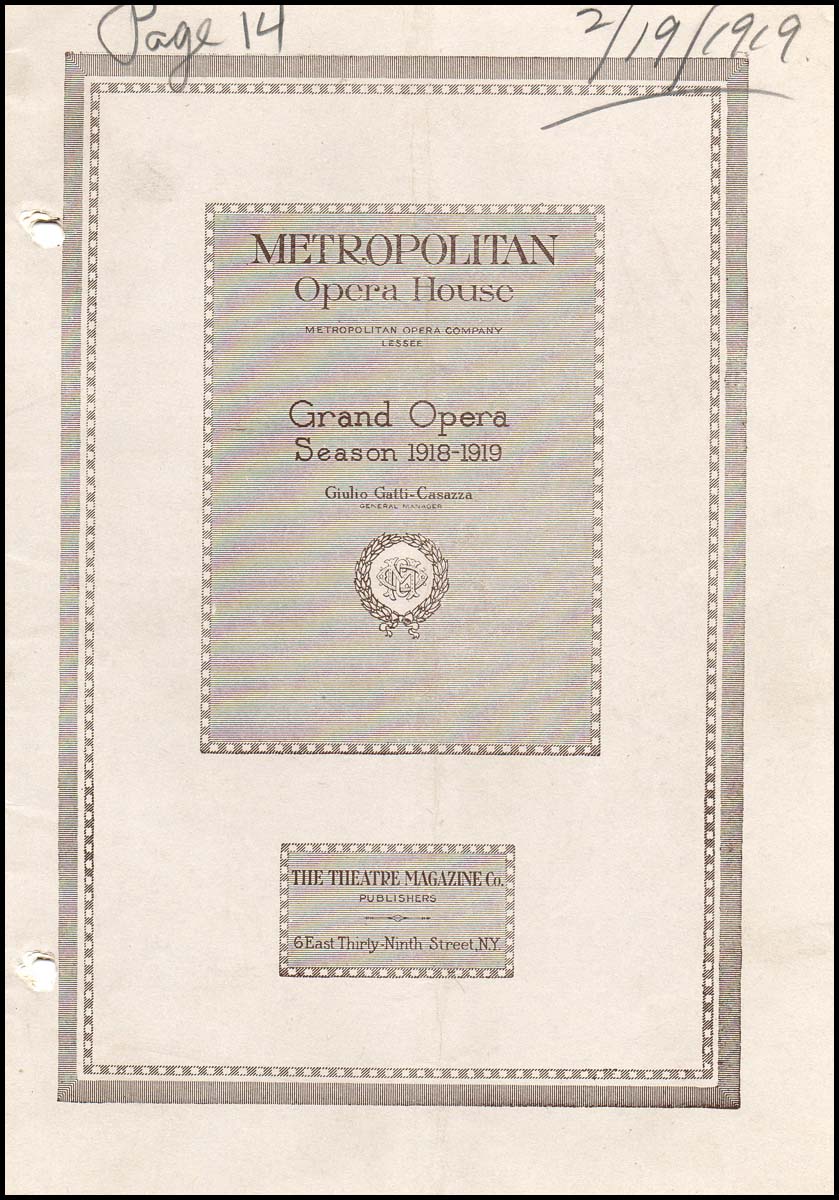 Page 14
2/19/1919.
METROPOLITAN
Opera House
METROPOLITAN OPERA COMPANY
LESSEE
Grand Opera
Season 1918-1919
Giulio Gatti-Casazza
GENERAL MANAGER
THE THEATRE MAGAZINE Co.
PUBLISHERS
6 East Thirty-Ninth Street, N.Y.